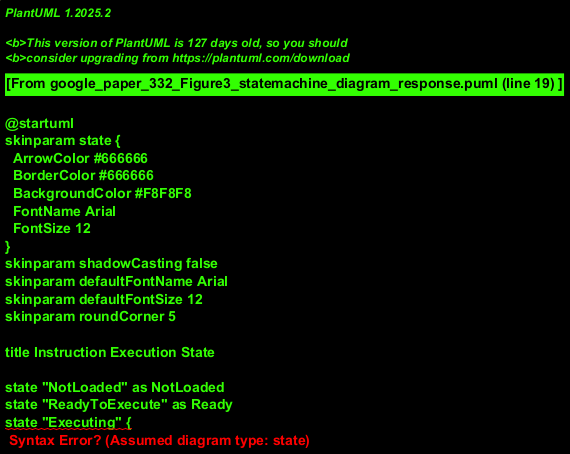 PlantUML 1.2025.2
<b>This version of PlantUML is 127 days old, so you should
<b>consider upgrading from https://plantuml.com/download
[From google_paper_332_Figure3_statemachine_diagram_response.puml (line 19) ]
@startuml
skinparam state {
ArrowColor #666666
BorderColor #666666
BackgroundColor #F8F8F8
FontName Arial
FontSize 12
}
skinparam shadowCasting false
skinparam defaultFontName Arial
skinparam defaultFontSize 12
skinparam roundCorner 5
title Instruction Execution State
state "NotLoaded" as NotLoaded
state "ReadyToExecute" as Ready
state "Executing" {
Syntax Error? (Assumed diagram type: state)